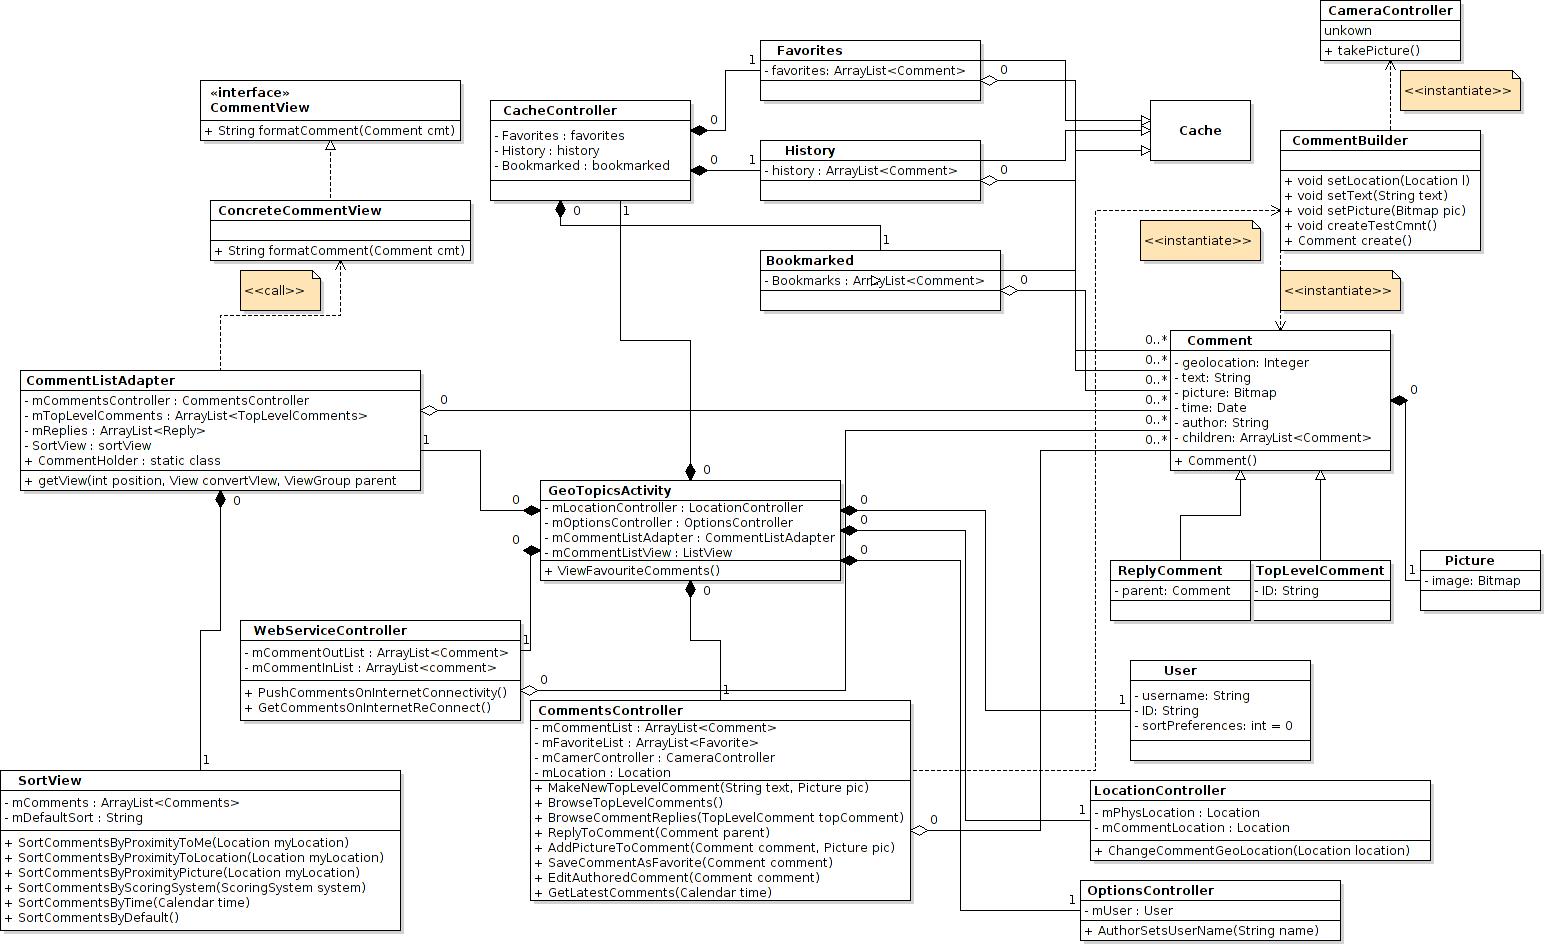 CameraController
unkown
+ takePicture()
<<instantiate>>
Favorites
- favorites: ArrayList<Comment>
1
0
«interface»
CommentView
+ String formatComment(Comment cmt)
CacheController
- Favorites : favorites
- History : history
- Bookmarked : bookmarked
0
0
0
1
Cache
CommentBuilder
+ void setLocation(Location l)
+ void setText(String text)
+ void setPicture(Bitmap pic)
+ void createTestCmnt()
+ Comment create()
History
- history : ArrayList<Comment>
1
0
ConcreteCommentView
+ String formatComment(Comment cmt)
<<call>>
<<instantiate>>
1
Bookmarked
- Bookmarks : ArrayList<Comment>
0
<<instantiate>>
Comment
- geolocation: Integer
- text: String
- picture: Bitmap
- time: Date
- author: String
- children: ArrayList<Comment>
+ Comment()
0..*
0..*
0..*
0..*
0..*
0..*
0
CommentListAdapter
- mCommentsController : CommentsController
- mTopLevelComments : ArrayList<TopLevelComments>
- mReplies : ArrayList<Reply>
- SortView : sortView
+ CommentHolder : static class
+ getView(int position, View convertVIew, ViewGroup parent
0
1
0
0
GeoTopicsActivity
- mLocationController : LocationController
- mOptionsController : OptionsController
- mCommentListAdapter : CommentListAdapter
- mCommentListView : ListView
+ ViewFavouriteComments()
0
0
0
0
0
0
ReplyComment
- parent: Comment
TopLevelComment
- ID: String
1
Picture
- image: Bitmap
WebServiceController
- mCommentOutList : ArrayList<Comment>
- mCommentInList : ArrayList<comment>
+ PushCommentsOnInternetConnectivity()
+ GetCommentsOnInternetReConnect()
1
0
1
User
- username: String
- ID: String
- sortPreferences: int = 0
1
CommentsController
- mCommentList : ArrayList<Comment>
- mFavoriteList : ArrayList<Favorite>
- mCamerController : CameraController
- mLocation : Location
+ MakeNewTopLevelComment(String text, Picture pic)
+ BrowseTopLevelComments()
+ BrowseCommentReplies(TopLevelComment topComment)
+ ReplyToComment(Comment parent)
+ AddPictureToComment(Comment comment, Picture pic)
+ SaveCommentAsFavorite(Comment comment)
+ EditAuthoredComment(Comment comment)
+ GetLatestComments(Calendar time)
0
1
SortView
- mComments : ArrayList<Comments>
- mDefaultSort : String
+ SortCommentsByProximityToMe(Location myLocation)
+ SortCommentsByProximityToLocation(Location myLocation)
+ SortCommentsByProximityPicture(Location myLocation)
+ SortCommentsByScoringSystem(ScoringSystem system)
+ SortCommentsByTime(Calendar time)
+ SortCommentsByDefault()
1
LocationController
- mPhysLocation : Location
- mCommentLocation : Location
+ ChangeCommentGeoLocation(Location location)
1
OptionsController
- mUser : User
+ AuthorSetsUserName(String name)